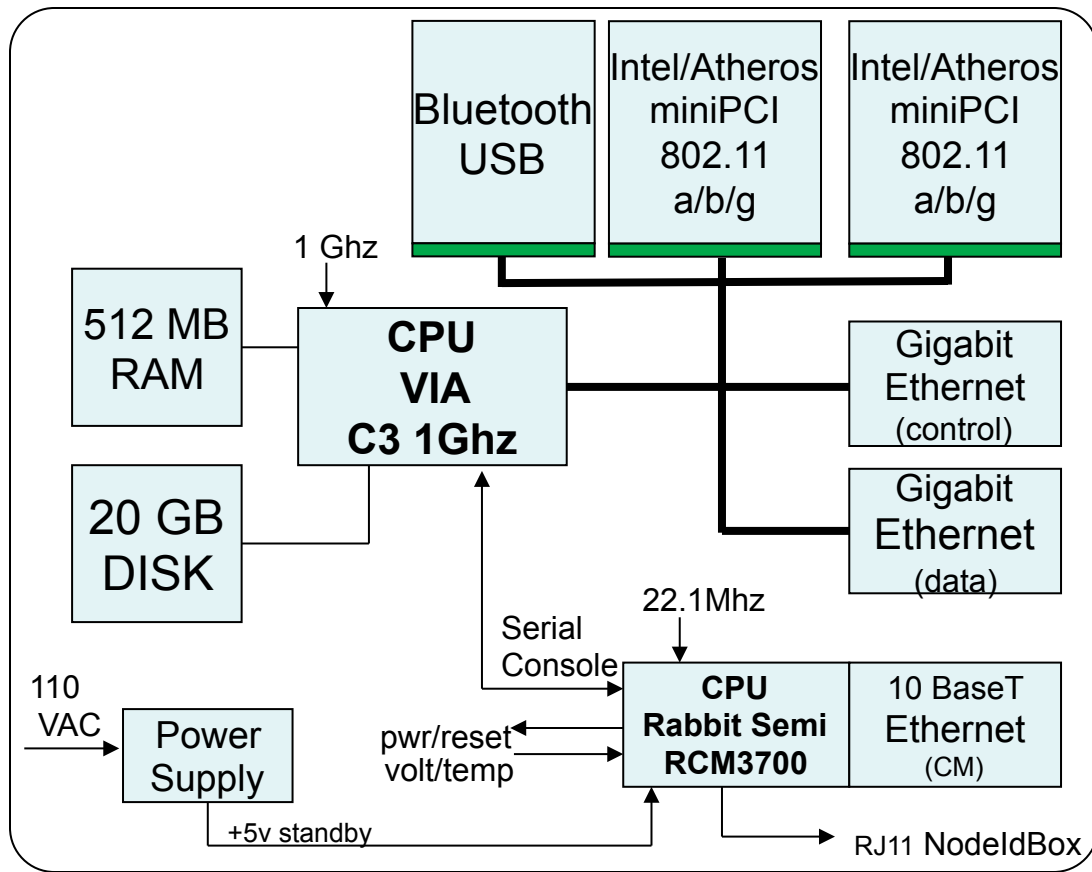 Bluetooth
USB
Intel/Atheros
miniPCI
802.11
a/b/g
Intel/Atheros
miniPCI
802.11
a/b/g
1 Ghz
512 MB
RAM
CPU
VIA
C3 1Ghz
Gigabit
Ethernet
(control)
20 GB
DISK
Gigabit
Ethernet
(data)
22.1Mhz
Serial
Console
110
VAC
Power
Supply
pwr/reset
volt/temp
CPU
Rabbit Semi
RCM3700
10 BaseT
Ethernet
(CM)
+5v standby
RJ11 NodeIdBox